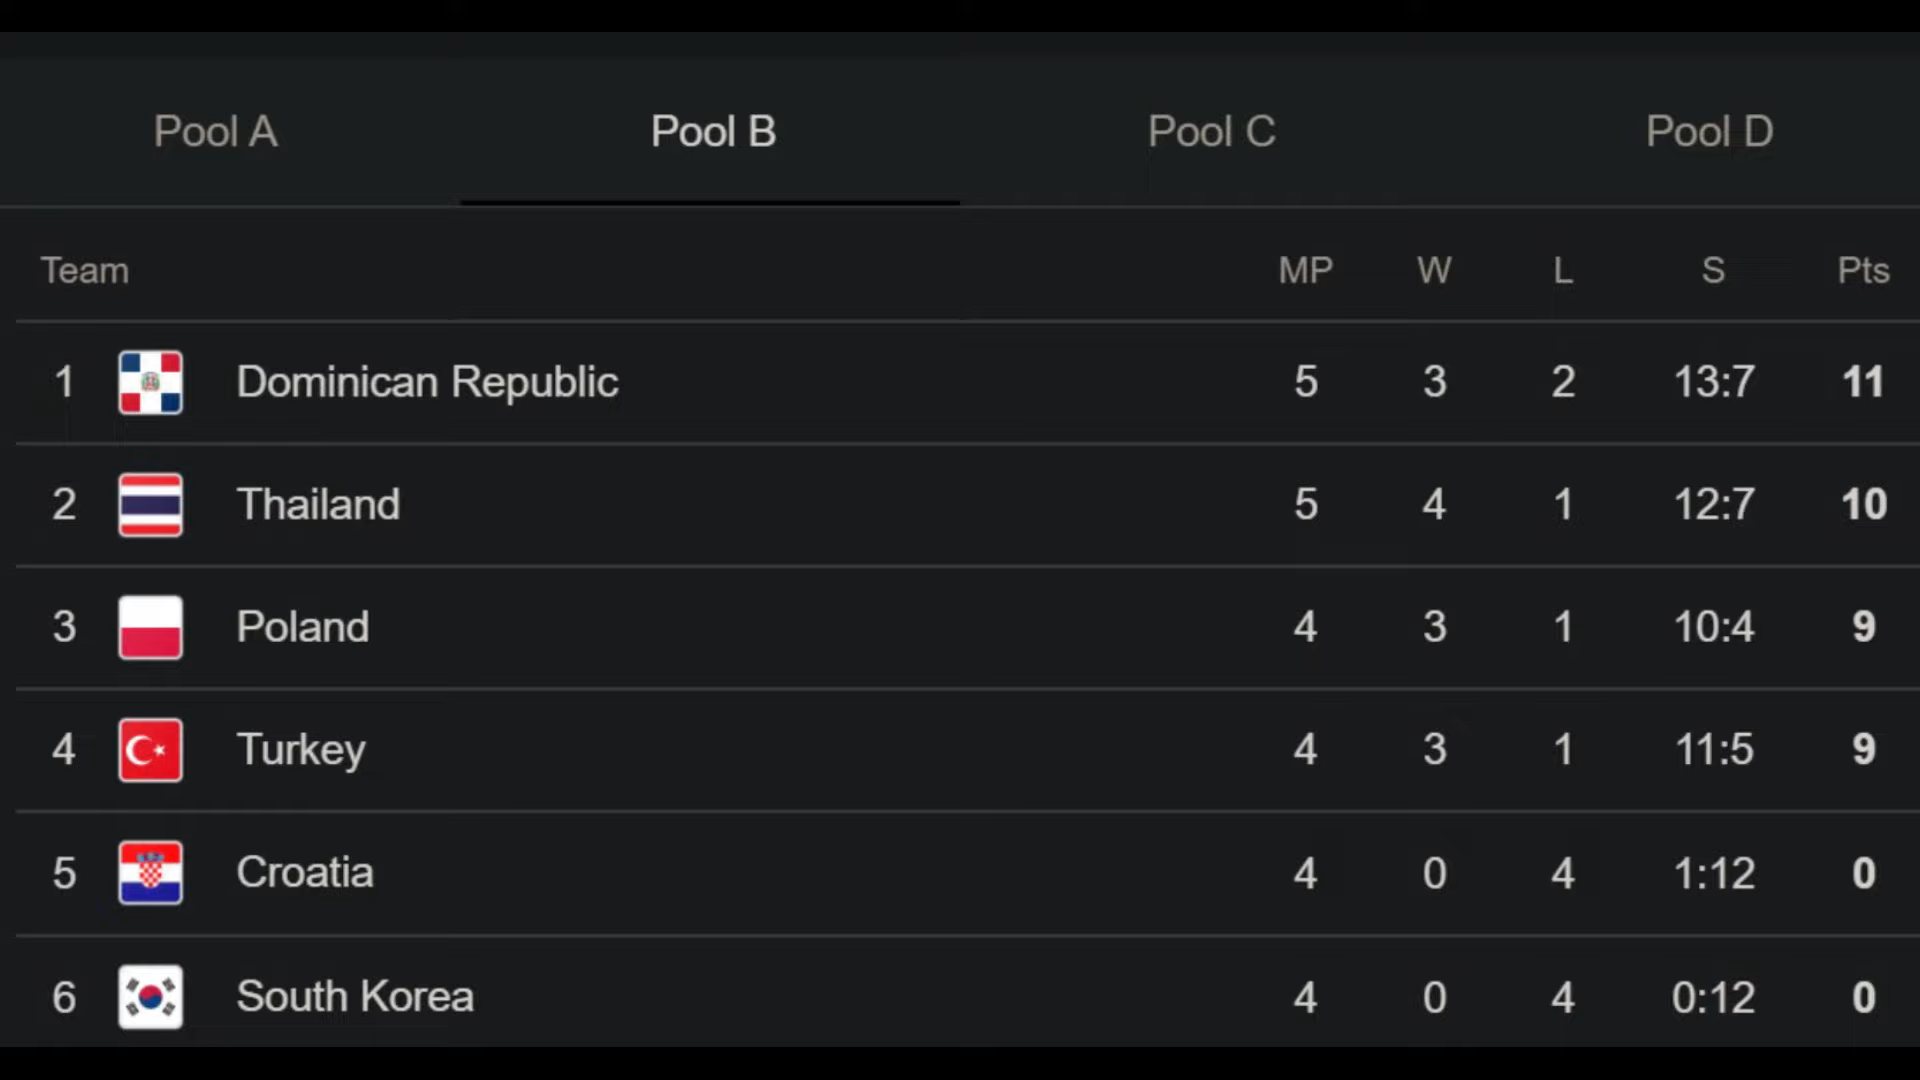 Pool A Pool B Pool C Pool D
Team MP W L S Pts
1 Dominican Republic 5 3 2 13:7 11
2 Thailand 5 4 1 12:7 10
3 Poland 4 3 1 10:4 9
4 Turkey 4 3 1 11:5 9
5 Croatia 4 0 4 1:12 0
6 South Korea 4 0 4 0:12 0